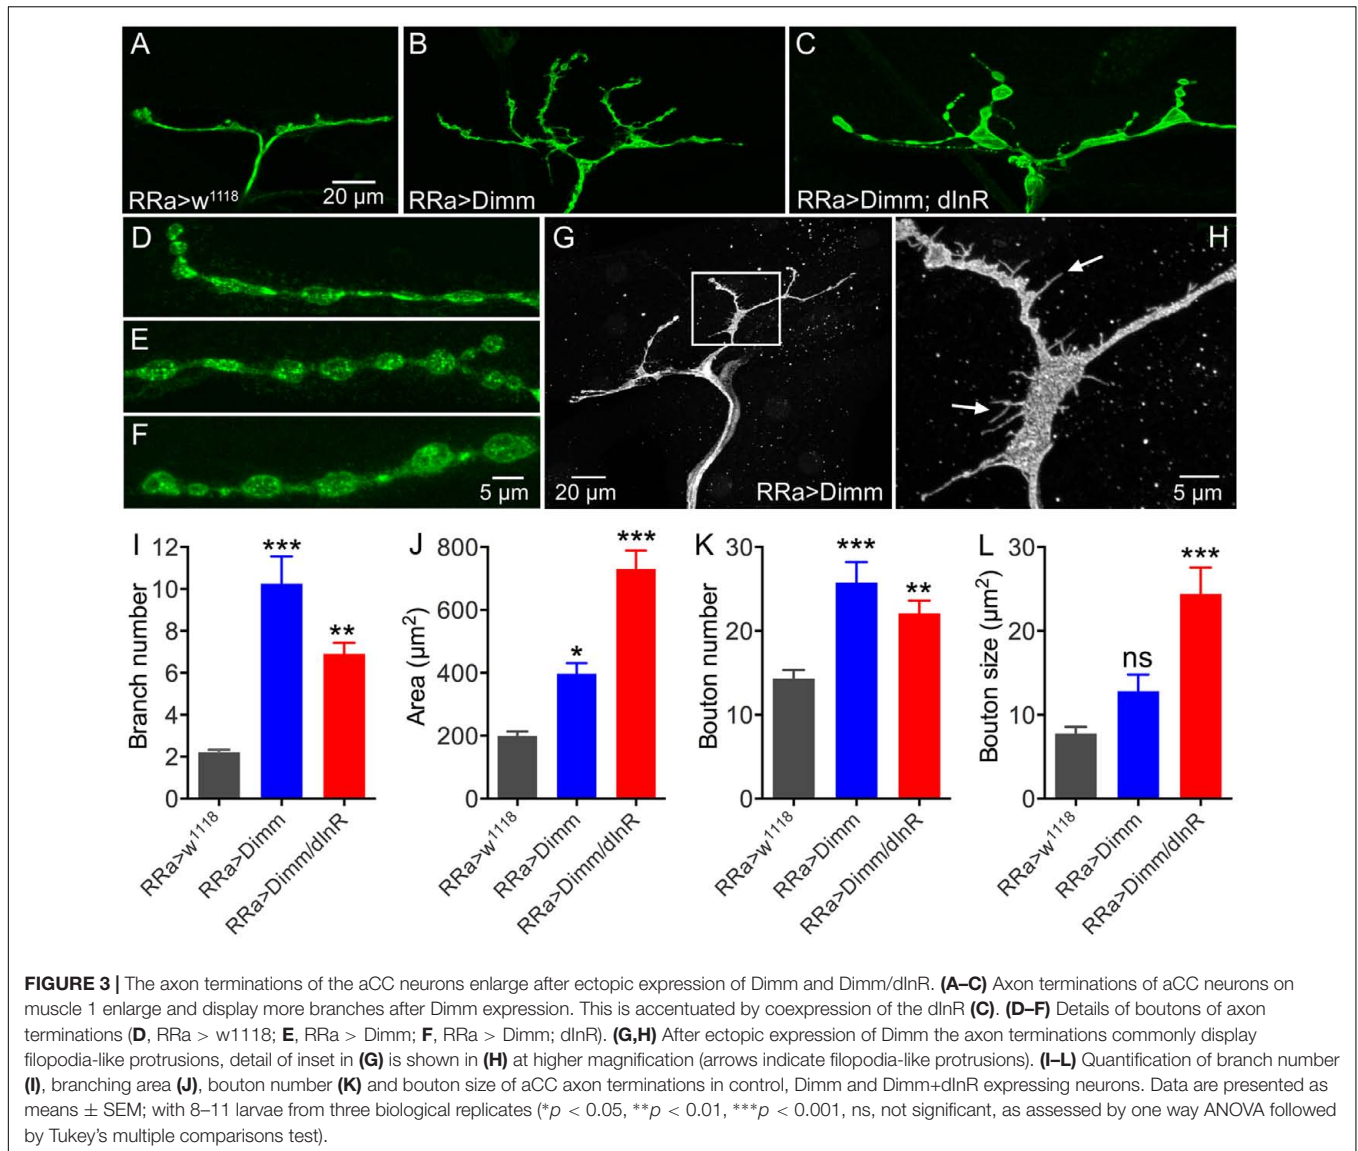 A
B
C
RRa>w1118
20 µm
RRa>Dimm
RRa>Dimm; dInR
D
E
F
5 µm
G
20 µm
RRa>Dimm
H
5 µm
I
Branch number
12
10
8
6
4
2
0
***
**
RRa>w1118
RRa>Dimm
RRa>Dimm/dInR
J
Area (µm2)
800
600
400
200
0
*
***
RRa>w1118
RRa>Dimm
RRa>Dimm/dInR
K
Bouton number
30
20
10
0
***
**
RRa>w1118
RRa>Dimm
RRa>Dimm/dInR
L
Bouton size (µm2)
30
20
10
0
ns
***
RRa>w1118
RRa>Dimm
RRa>Dimm/dInR
FIGURE 3 | The axon terminations of the aCC neurons enlarge after ectopic expression of Dimm and Dimm/dInR. (A–C) Axon terminations of aCC neurons on
muscle 1 enlarge and display more branches after Dimm expression. This is accentuated by coexpression of the dInR (C). (D–F) Details of boutons of axon
terminations (D, RRa > w1118; E, RRa > Dimm; F, RRa > Dimm; dInR). (G,H) After ectopic expression of Dimm the axon terminations commonly display
filopodia-like protrusions, detail of inset in (G) is shown in (H) at higher magnification (arrows indicate filopodia-like protrusions). (I–L) Quantification of branch number
(I), branching area (J), bouton number (K) and bouton size of aCC axon terminations in control, Dimm and Dimm+dInR expressing neurons. Data are presented as
means ± SEM; with 8–11 larvae from three biological replicates (*p < 0.05, **p < 0.01, ***p < 0.001, ns, not significant, as assessed by one way ANOVA followed
by Tukey's multiple comparisons test).